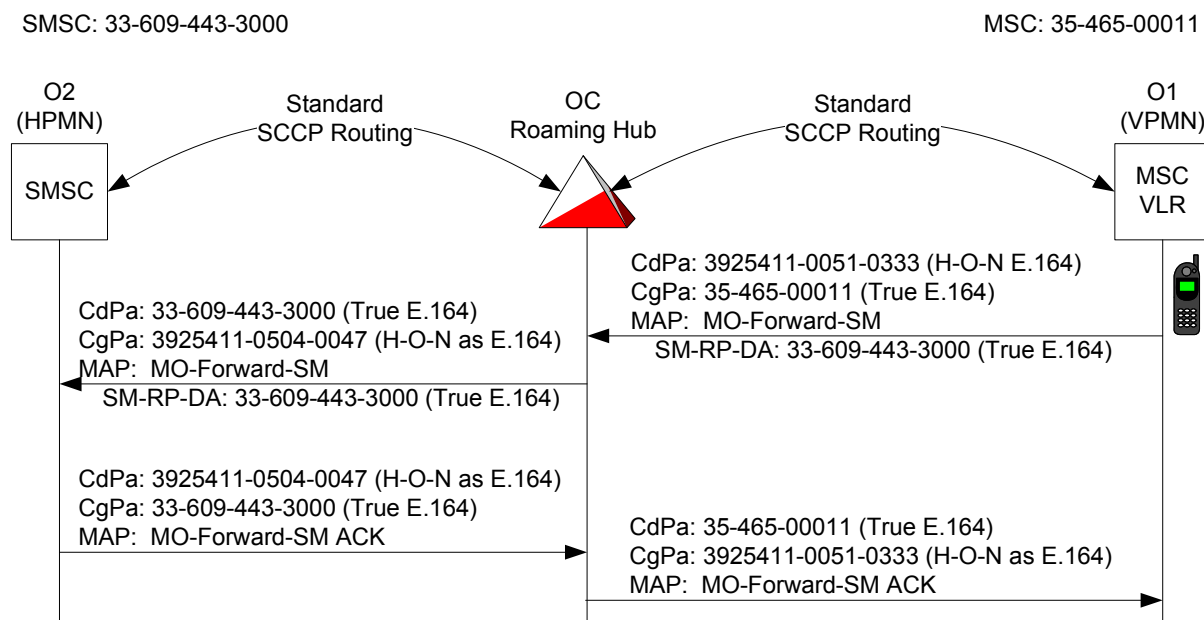 SMSC: 33-609-443-3000
MSC: 35-465-00011
O2
(HPMN)
Standard
SCCP Routing
OC
Roaming Hub
Standard
SCCP Routing
O1
(VPMN)
SMSC
MSC
VLR
CdPa: 3925411-0051-0333 (H-O-N E.164)
CgPa: 35-465-00011 (True E.164)
MAP: MO-Forward-SM
SM-RP-DA: 33-609-443-3000 (True E.164)
CdPa: 33-609-443-3000 (True E.164)
CgPa: 3925411-0504-0047 (H-O-N as E.164)
MAP: MO-Forward-SM
SM-RP-DA: 33-609-443-3000 (True E.164)
CdPa: 3925411-0504-0047 (H-O-N as E.164)
CgPa: 33-609-443-3000 (True E.164)
MAP: MO-Forward-SM ACK
CdPa: 35-465-00011 (True E.164)
CgPa: 3925411-0051-0333 (H-O-N as E.164)
MAP: MO-Forward-SM ACK